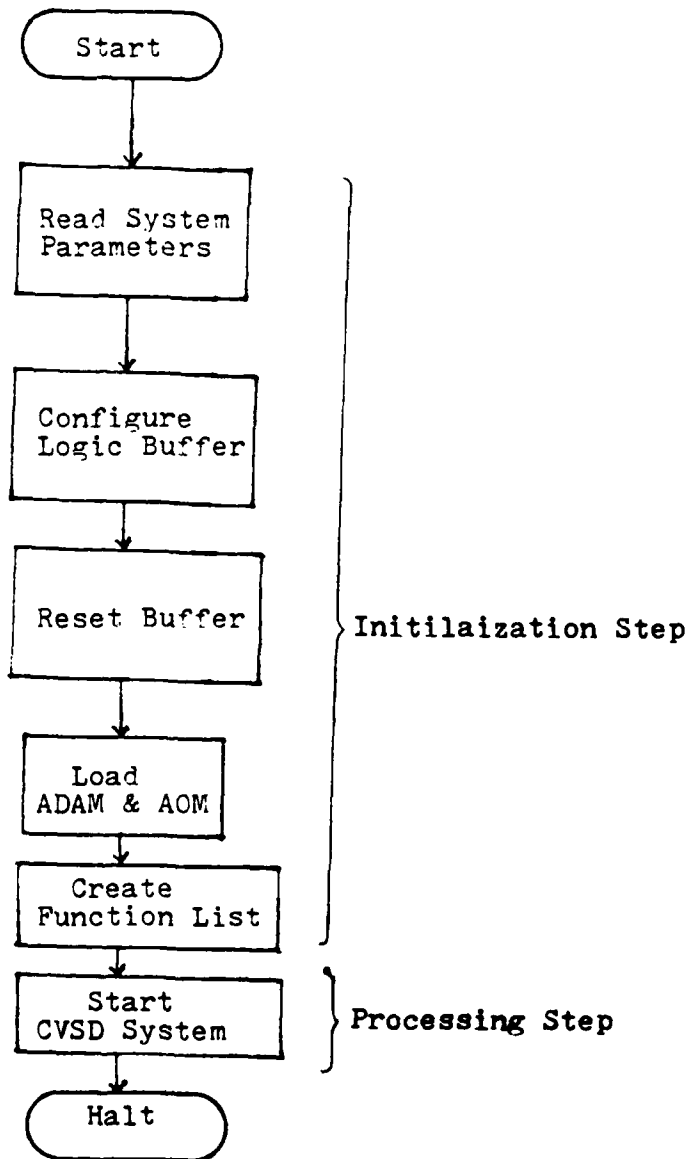 Start
Read System
Parameters
Configure
Logic Buffer
Reset Buffer
Initilaization Step
Load
ADAM & AOM
Create
Function List
Start
CVSD System
Processing Step
Halt